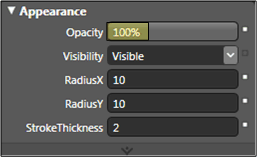 Appearance
Opacity 100%
Visibility Visible
RadiusX 10
RadiusY 10
StrokeThickness 2